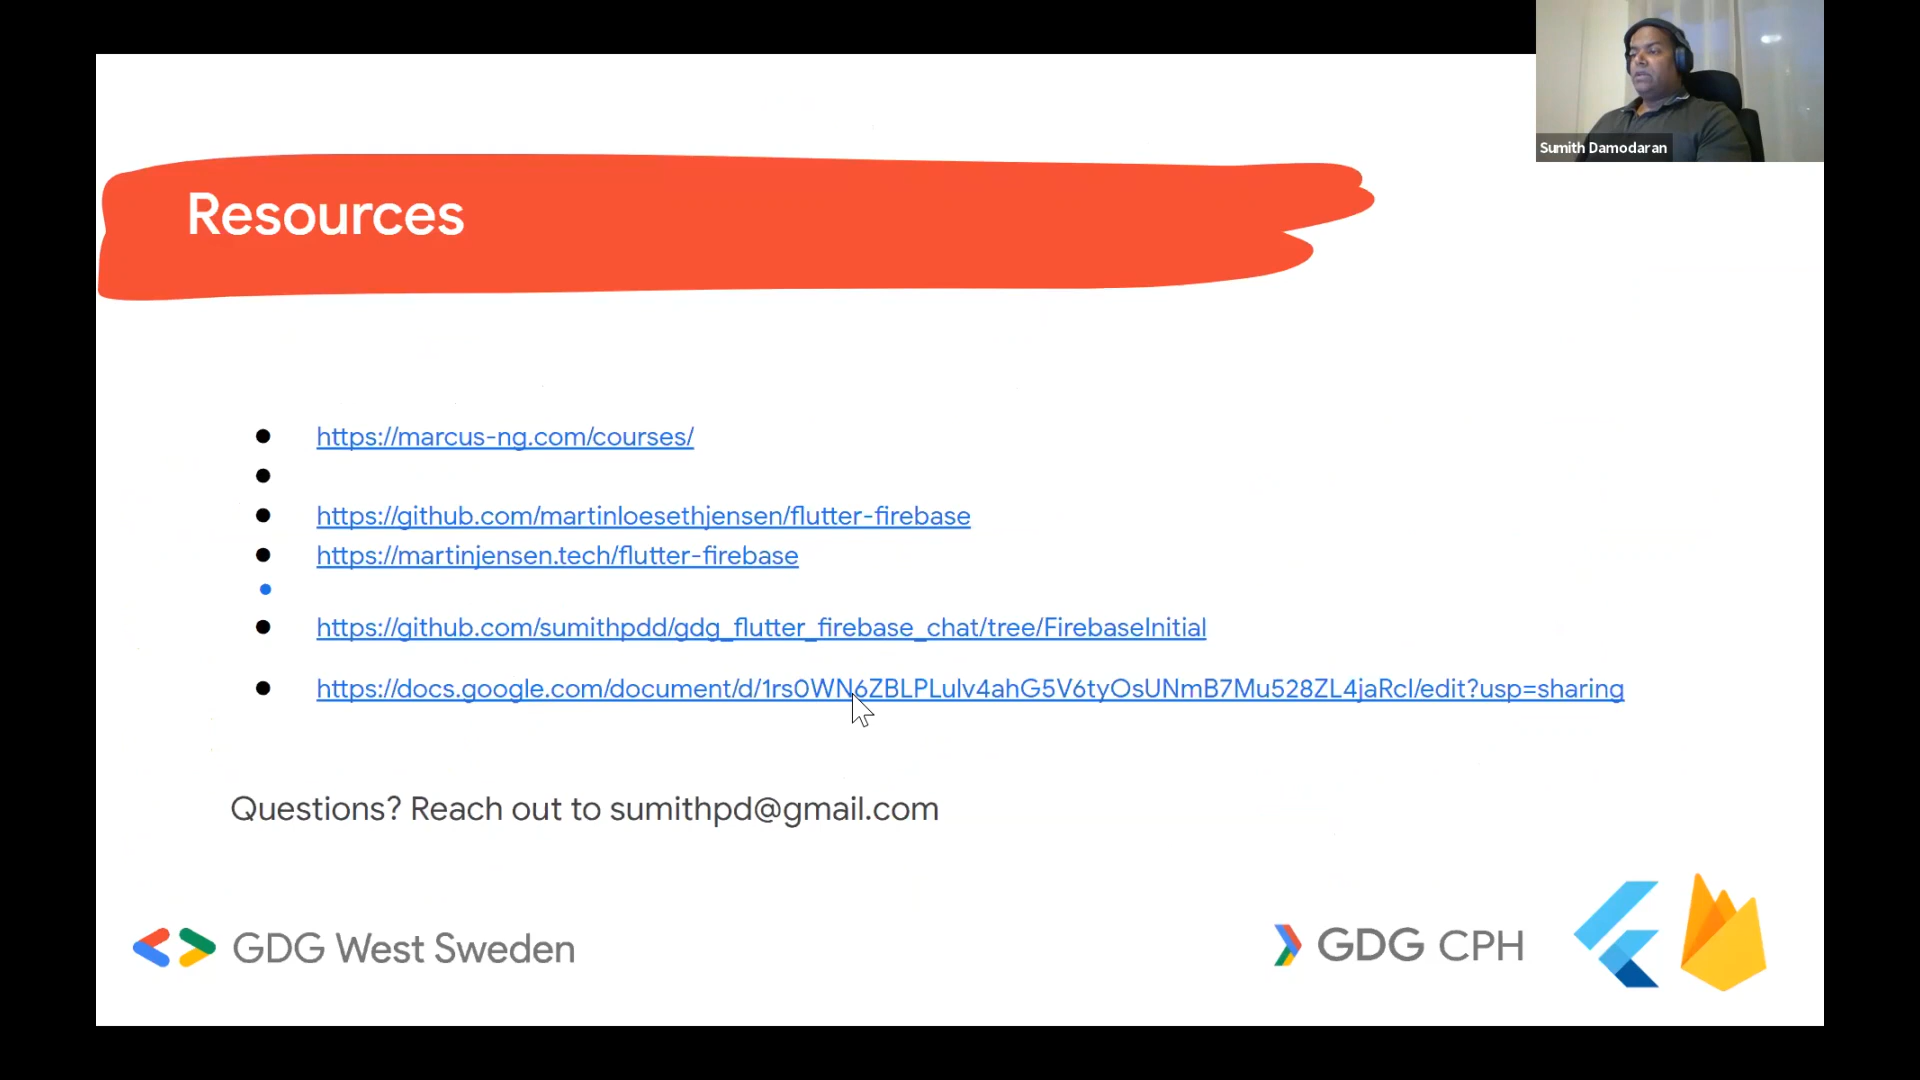 Sumith Damodaran
Resources
https://marcus-ng.com/courses/
https://github.com/martinloesethjensen/flutter-firebase
https://martinjensen.tech/flutter-firebase
https://github.com/sumithpdd/gdg_flutter_firebase_chat/tree/FirebaseInitial
https://docs.google.com/document/d/1rs0WN6ZBLPLulv4ahG5V6tyOsUNmB7Mu528ZL4jaRcI/edit?usp=sharing
Questions? Reach out to sumithpd@gmail.com
GDG West Sweden
GDG CPH